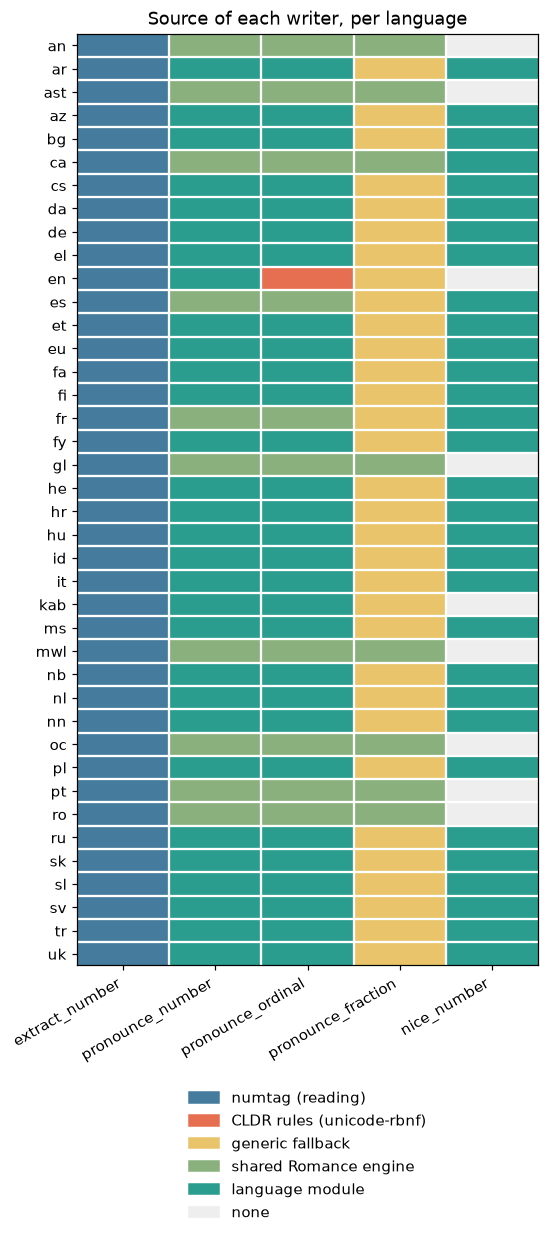 Source of each writer, per language
an
ar
ast
az
bg
ca
cs
da
de
el
en
es
et
eu
fa
fi
fr
fy
gl
he
hr
hu
id
it
kab
ms
mwl
nb
nl
nn
oc
pl
pt
ro
ru
sk
sl
sv
tr
uk
extract_number
pronounce_number
pronounce_ordinal
pronounce_fraction
nice_number
numtag (reading)
CLDR rules (unicode-rbnf)
generic fallback
shared Romance engine
language module
none